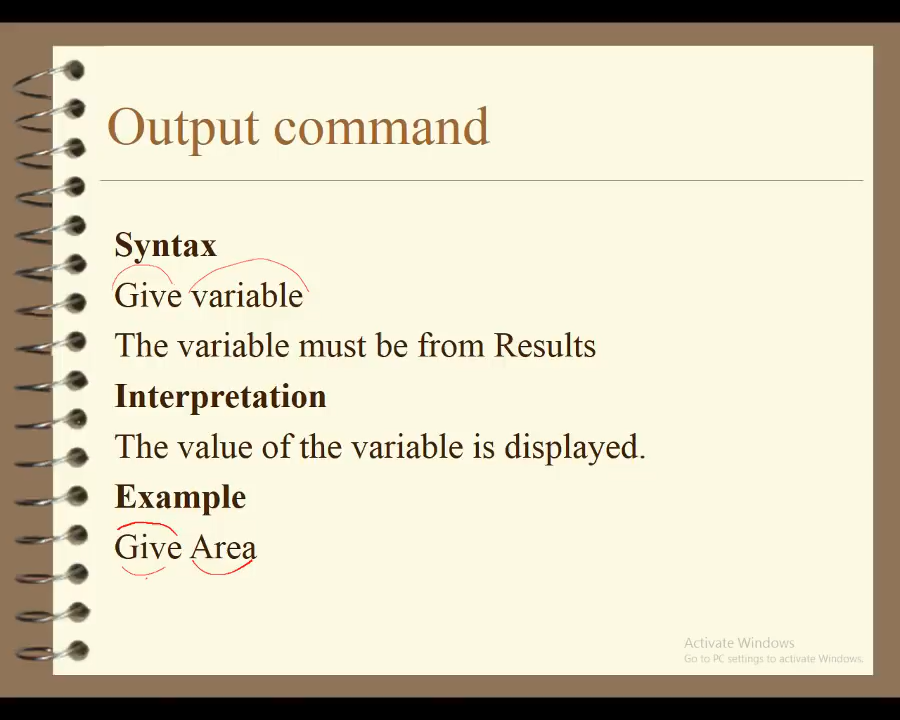 Output command
Syntax
Give variable
The variable must be from Results
Interpretation
The value of the variable is displayed.
Example
Give Area
Activate Windows
Go to PC settings to activate Windows.